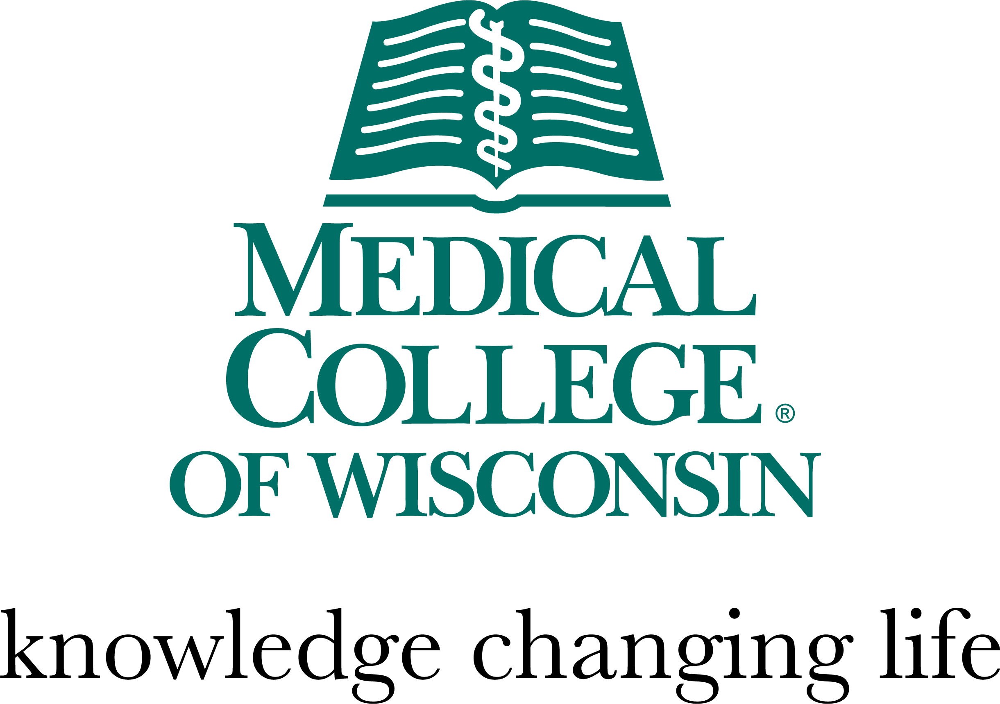 MEDICAL
COLLEGE®
OF WISCONSIN
knowledge changing life